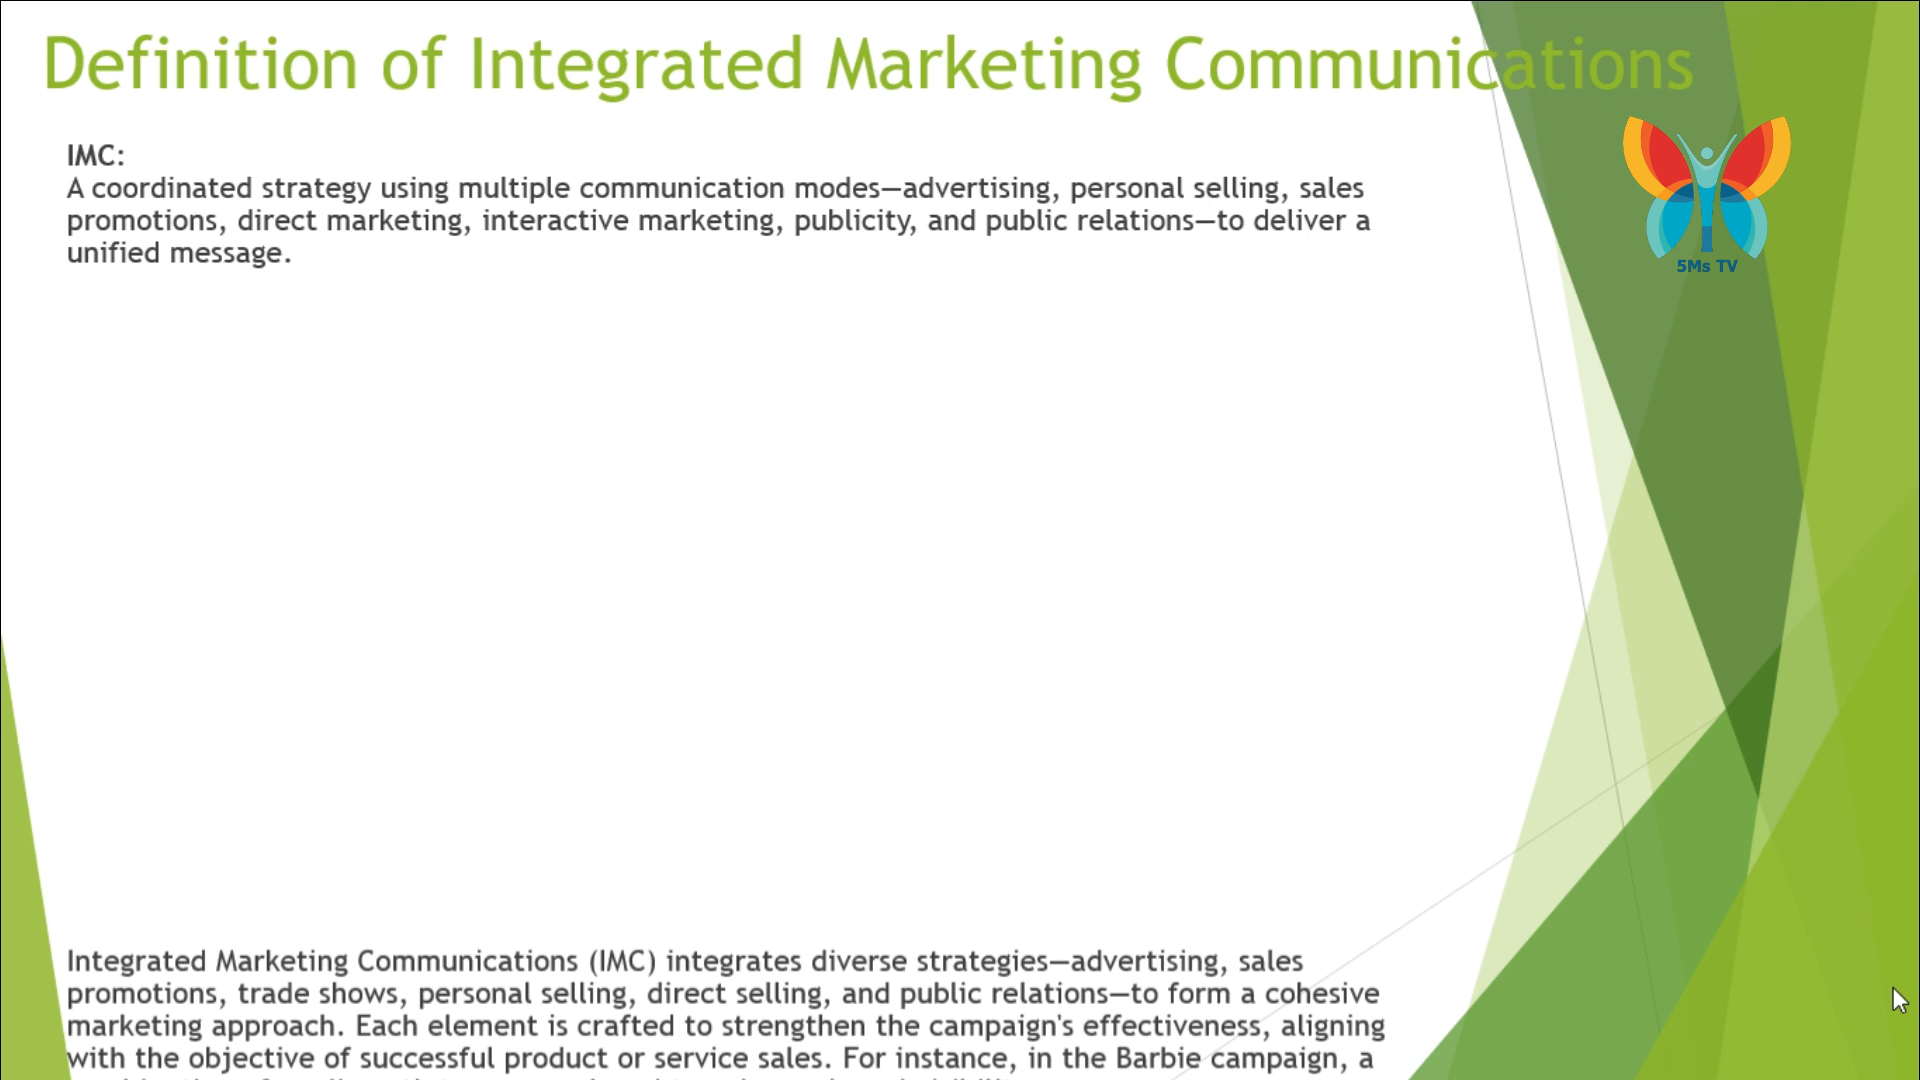 Definition of Integrated Marketing Communications
IMC:
A coordinated strategy using multiple communication modes—advertising, personal selling, sales
promotions, direct marketing, interactive marketing, publicity, and public relations—to deliver a
unified message.
5Ms TV
Integrated Marketing Communications (IMC) integrates diverse strategies—advertising, sales
promotions, trade shows, personal selling, direct selling, and public relations—to form a cohesive
marketing approach. Each element is crafted to strengthen the campaign's effectiveness, aligning
with the objective of successful product or service sales. For instance, in the Barbie campaign, a